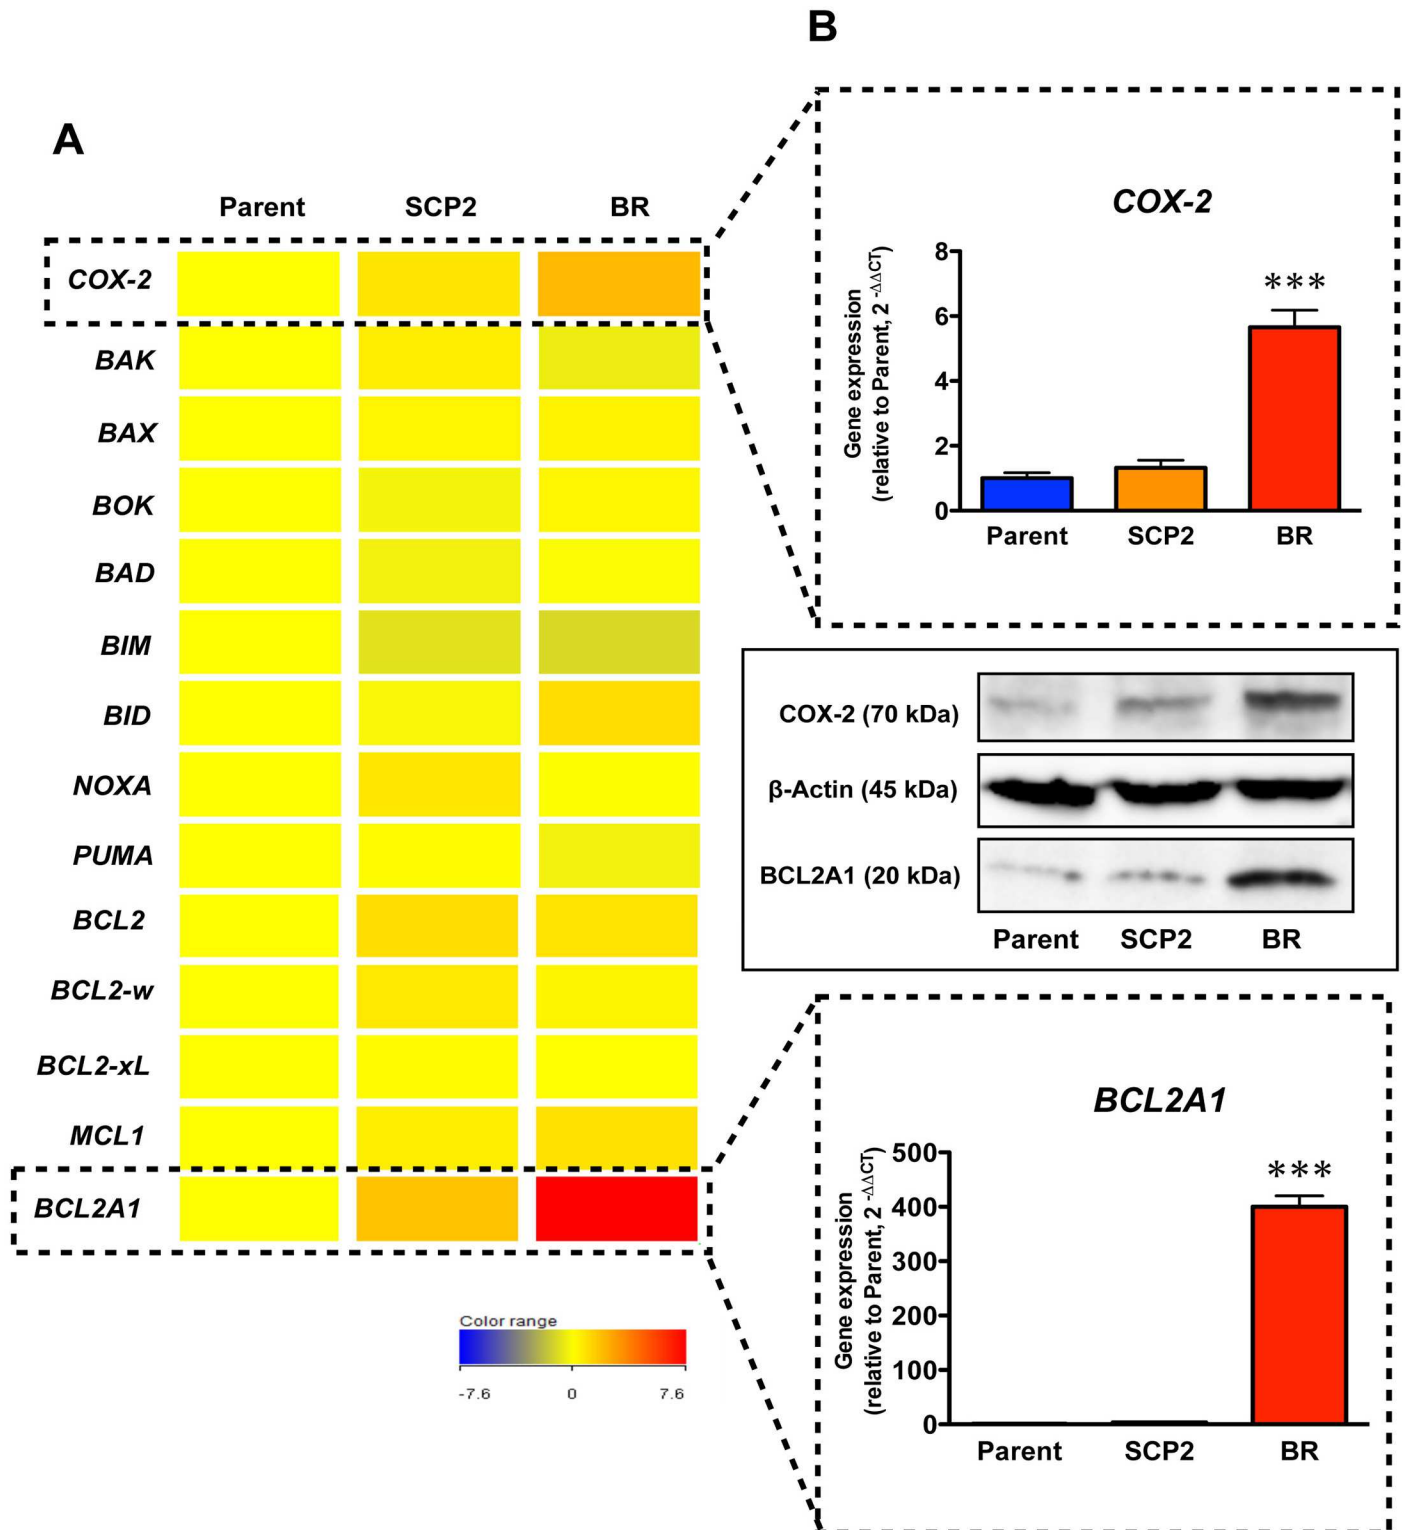 B
A
Parent SCP2 BR
COX-2
BAK
BAX
BOK
BAD
BIM
BID
NOXA
PUMA
BCL2
BCL2-w
BCL2-xL
MCL1
BCL2A1
Color range
-7.6 0 7.6
COX-2
Gene expression
(relative to Parent, 2 -ΔΔCT)
8
6
4
2
0
***
Parent SCP2 BR
COX-2 (70 kDa)
β-Actin (45 kDa)
BCL2A1 (20 kDa)
Parent SCP2 BR
BCL2A1
Gene expression
(relative to Parent, 2 -ΔΔCT)
500
400
300
200
100
0
***
Parent SCP2 BR